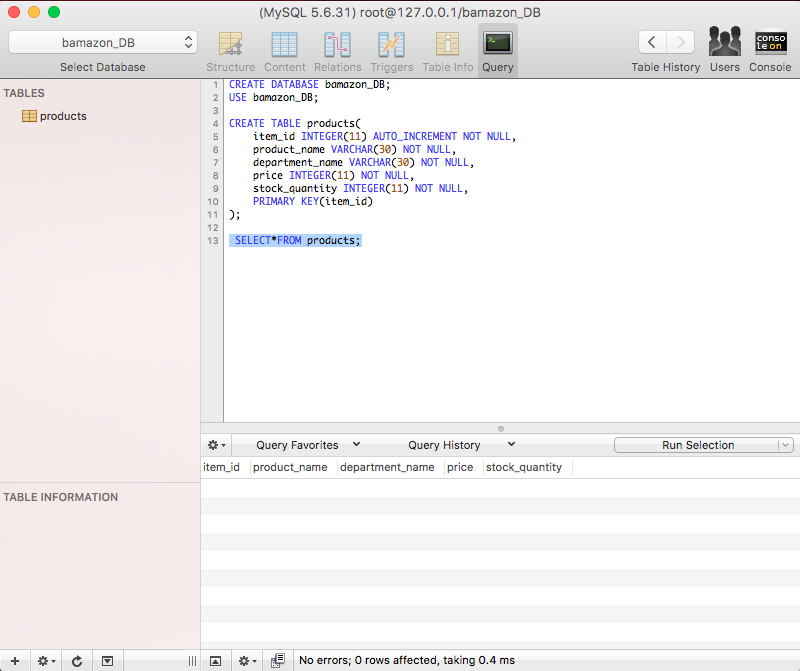 (MySQL 5.6.31) root@127.0.0.1/bamazon_DB
bamazon_DB
Select Database
Structure
Content
Relations
Triggers
Table Info
Query
Table History
Users
conso
le on
Console
TABLES
products
1 CREATE DATABASE bamazon_DB;
2 USE bamazon_DB;
3
4 CREATE TABLE products(
5 item_id INTEGER(11) AUTO_INCREMENT NOT NULL,
6 product_name VARCHAR(30) NOT NULL,
7 department_name VARCHAR(30) NOT NULL,
8 price INTEGER(11) NOT NULL,
9 stock_quantity INTEGER(11) NOT NULL,
10 PRIMARY KEY(item_id)
11 );
12
13 SELECT*FROM products;
Query Favorites
Query History
Run Selection
item_id product_name department_name price stock_quantity
TABLE INFORMATION
No errors; 0 rows affected, taking 0.4 ms